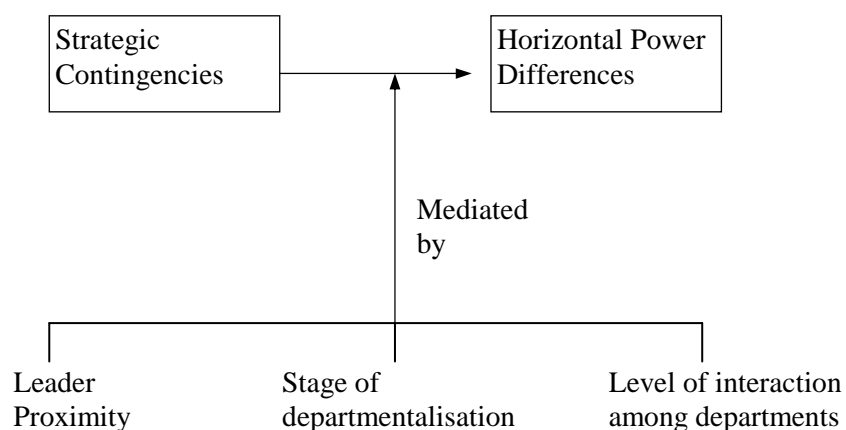 Strategic
Contingencies
Horizontal Power
Differences
Mediated
by
Leader
Proximity
Stage of
departmentalisation
Level of interaction
among departments